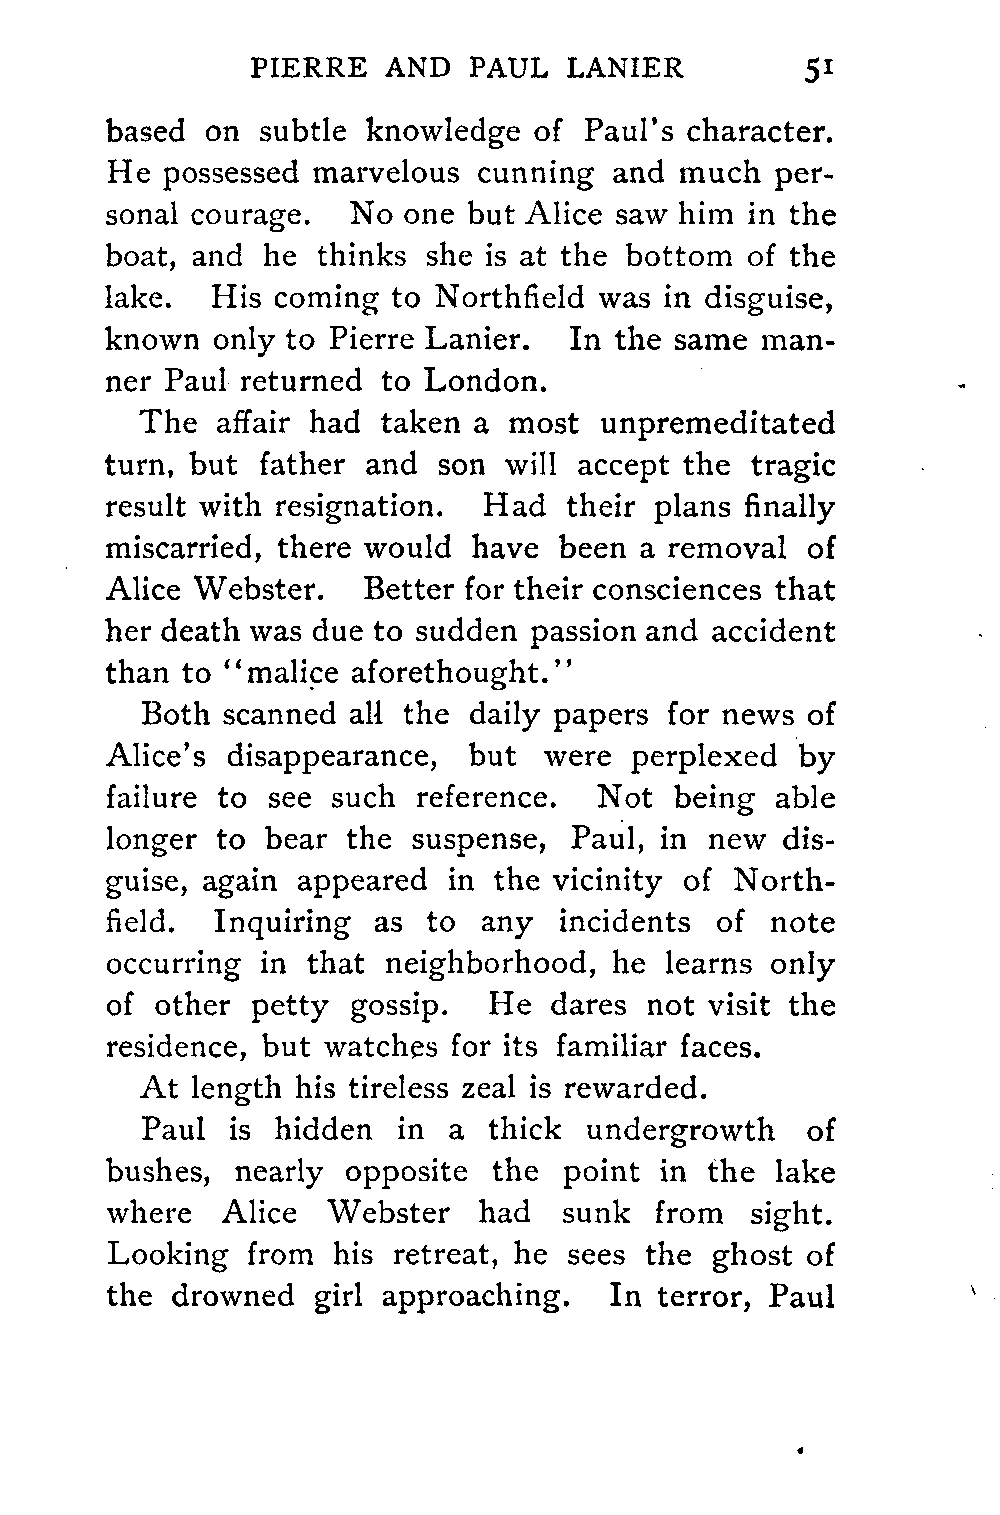 PIERRE AND PAUL LANIER 51
based on subtle knowledge of Paul's character.
He possessed marvelous cunning and much per-
sonal courage. No one but Alice saw him in the
boat, and he thinks she is at the bottom of the
lake. His coming to Northfield was in disguise,
known only to Pierre Lanier. In the same man-
ner Paul returned to London.
The affair had taken a most unpremeditated
turn, but father and son will accept the tragic
result with resignation. Had their plans finally
miscarried, there would have been a removal of
Alice Webster. Better for their consciences that
her death was due to sudden passion and accident
than to "malice aforethought."
Both scanned all the daily papers for news of
Alice's disappearance, but were perplexed by
failure to see such reference. Not being able
longer to bear the suspense, Paul, in new dis-
guise, again appeared in the vicinity of North-
field. Inquiring as to any incidents of note
occurring in that neighborhood, he learns only
of other petty gossip. He dares not visit the
residence, but watches for its familiar faces.
At length his tireless zeal is rewarded.
Paul is hidden in a thick undergrowth of
bushes, nearly opposite the point in the lake
where Alice Webster had sunk from sight.
Looking from his retreat, he sees the ghost of
the drowned girl approaching. In terror, Paul